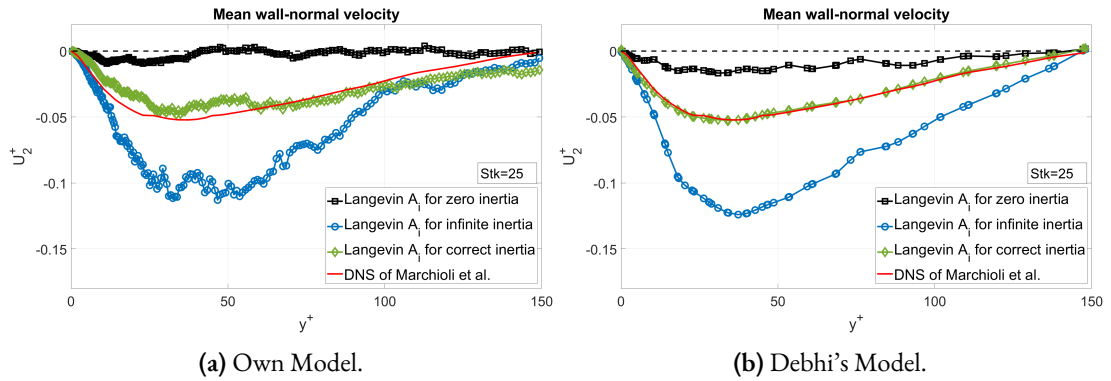 Mean wall-normal velocity
0
-0.05
-0.1
-0.15
U₂⁺
Stk=25
Langevin Aᵢ for zero inertia
Langevin Aᵢ for infinite inertia
Langevin Aᵢ for correct inertia
DNS of Marchioli et al.
0 50 100 150
y⁺
(a) Own Model.
Mean wall-normal velocity
0
-0.05
-0.1
-0.15
U₂⁺
Stk=25
Langevin Aᵢ for zero inertia
Langevin Aᵢ for infinite inertia
Langevin Aᵢ for correct inertia
DNS of Marchioli et al.
0 50 100 150
y⁺
(b) Debhi's Model.